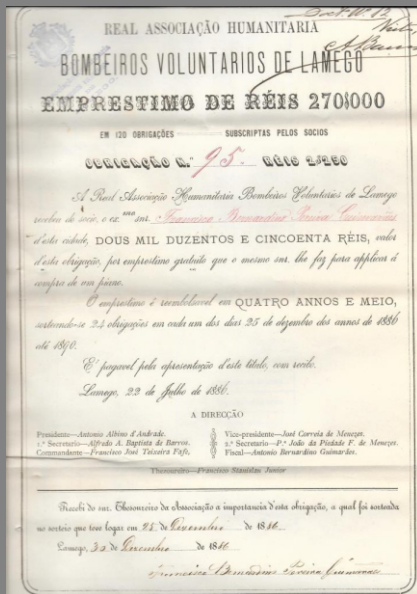 Doct. Nº 12
REAL ASSOCIAÇÃO HUMANITARIA
BOMBEIROS VOLUNTARIOS DE LAMEGO
EMPRESTIMO DE RÉIS 270$000
EM 120 OBRIGAÇÕES SUBSCRIPTAS PELOS SOCIOS
OBRIGAÇÃO N.º 95. RÉIS 2$250
A Real Associação Humanitaria Bombeiros Voluntarios de Lamego
recebeu do socio, o ex.mo snr. Francisco Bernardino Pereira Guimarães
d'esta cidade, DOUS MIL DUZENTOS E CINCOENTA RÉIS, valor
d'esta obrigação, por emprestimo gratuito que o mesmo snr. lhe faz para applicar á
compra de um piano.
O emprestimo é reembolsavel em QUATRO ANNOS E MEIO,
sorteando-se 24 obrigações em cada um dos dias 25 de dezembro dos annos de 1886
até 1890.
É pagavel pela apresentação d'este titulo, com recibo.
Lamego, 22 de Julho de 1886.
A DIRECÇÃO
Presidente—Antonio Albino d'Andrade. Vice-presidente—José Correia de Menezes.
1.º Secretario—Alfredo A. Baptista de Barros. 2.º Secretario—P.e João da Piedade F. de Menezes.
Commandante—Francisco José Teixeira Fafe. Fiscal—Antonio Bernardino Guimarães.
Thesoureiro—Francisco Stanislau Junior
Recebi do snr. Thesoureiro da Associação a importancia d'esta obrigação, a qual foi sorteada
no sorteio que teve logar em 25 de Dezembro de 1886.
Lamego, 30 de Dezembro de 1886
Francisco Bernardino Pereira Guimarães